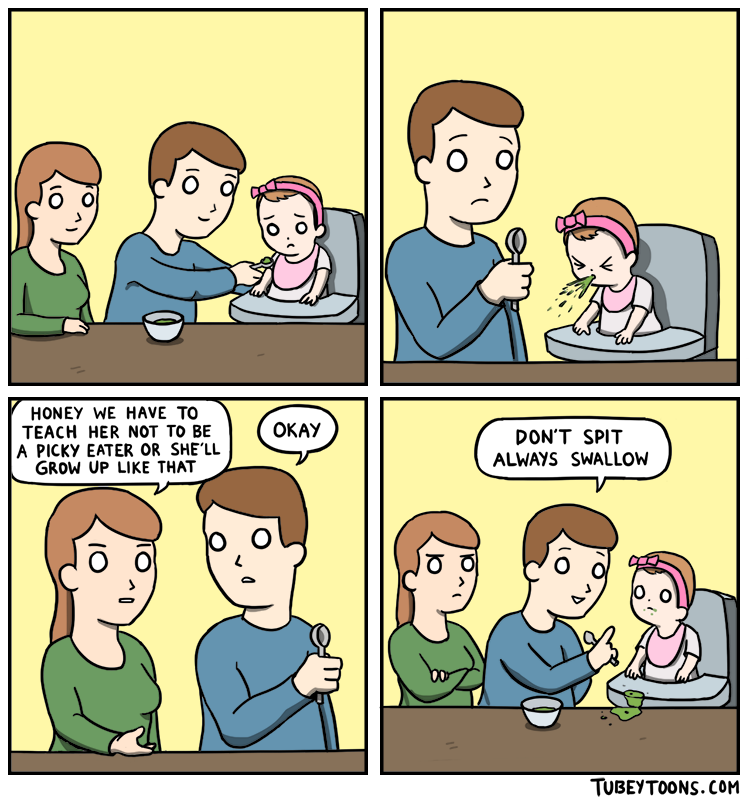 HONEY WE HAVE TO
TEACH HER NOT TO BE
A PICKY EATER OR SHE'LL
GROW UP LIKE THAT
OKAY
DON'T SPIT
ALWAYS SWALLOW
TUBEYTOONS.COM